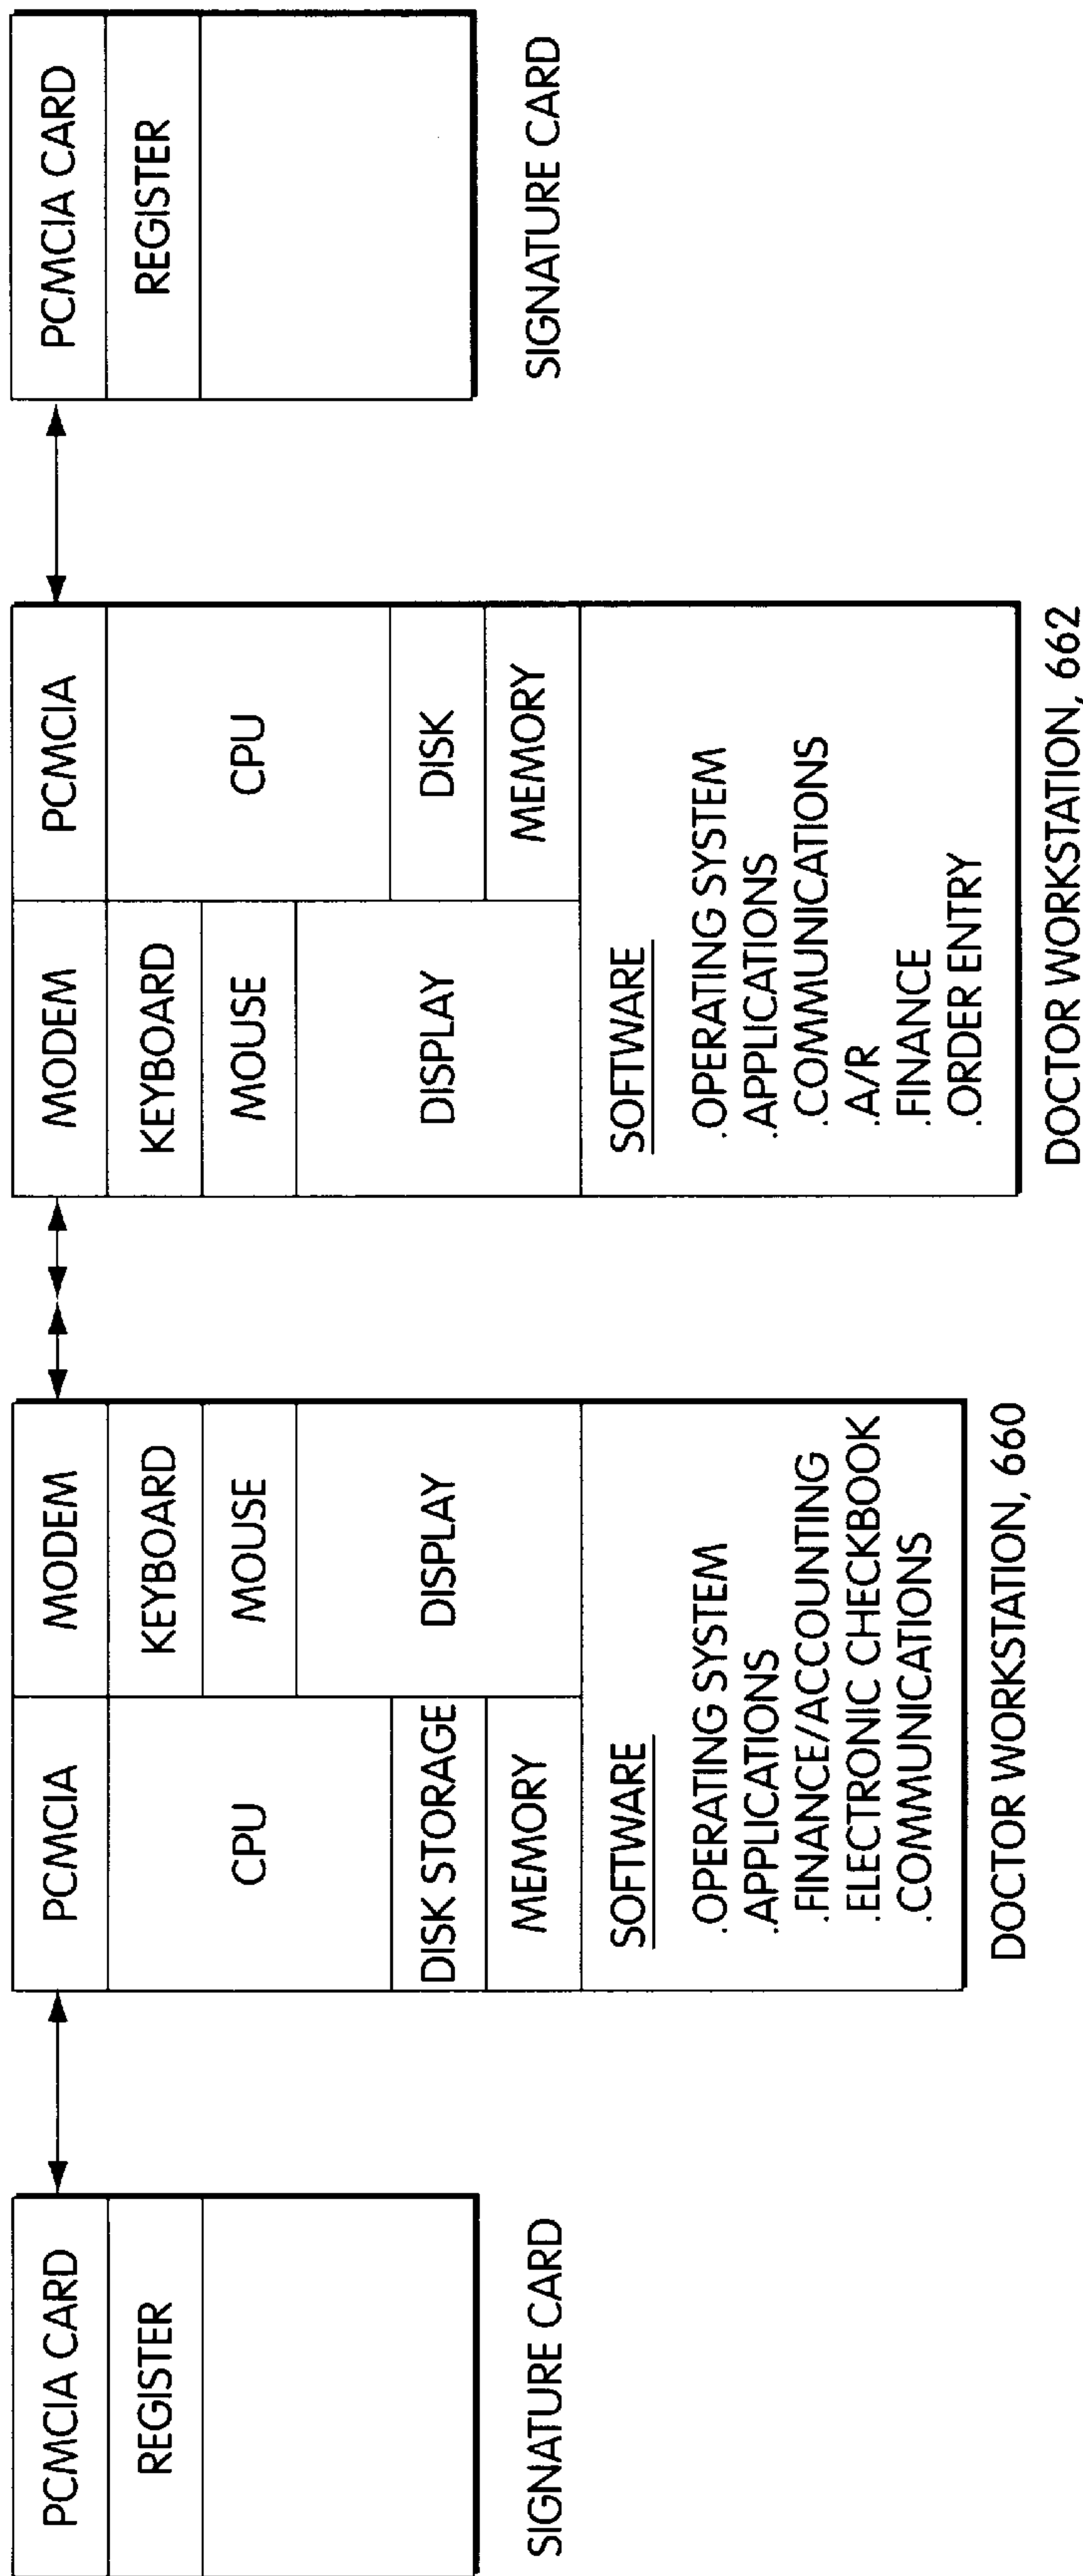 PCMCIA CARD
REGISTER
SIGNATURE CARD
PCMCIA
MODEM
CPU
KEYBOARD
MOUSE
DISK STORAGE
DISPLAY
MEMORY
SOFTWARE
.OPERATING SYSTEM
.APPLICATIONS
.FINANCE/ACCOUNTING
.ELECTRONIC CHECKBOOK
.COMMUNICATIONS
DOCTOR WORKSTATION, 660
MODEM
PCMCIA
KEYBOARD
CPU
MOUSE
DISPLAY
DISK
MEMORY
SOFTWARE
.OPERATING SYSTEM
.APPLICATIONS
.COMMUNICATIONS
.A/R
.FINANCE
.ORDER ENTRY
DOCTOR WORKSTATION, 662
PCMCIA CARD
REGISTER
SIGNATURE CARD